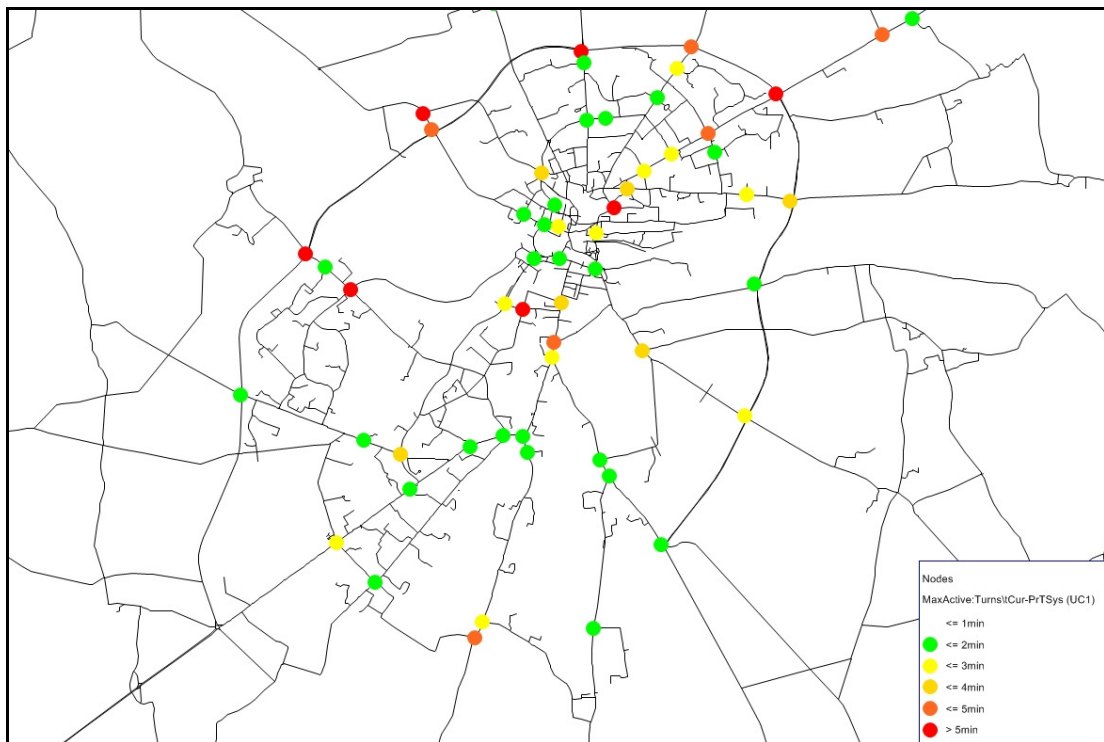 Nodes
MaxActive:Turns\tCur-PrTSys (UC1)
<= 1min
<= 2min
<= 3min
<= 4min
<= 5min
> 5min